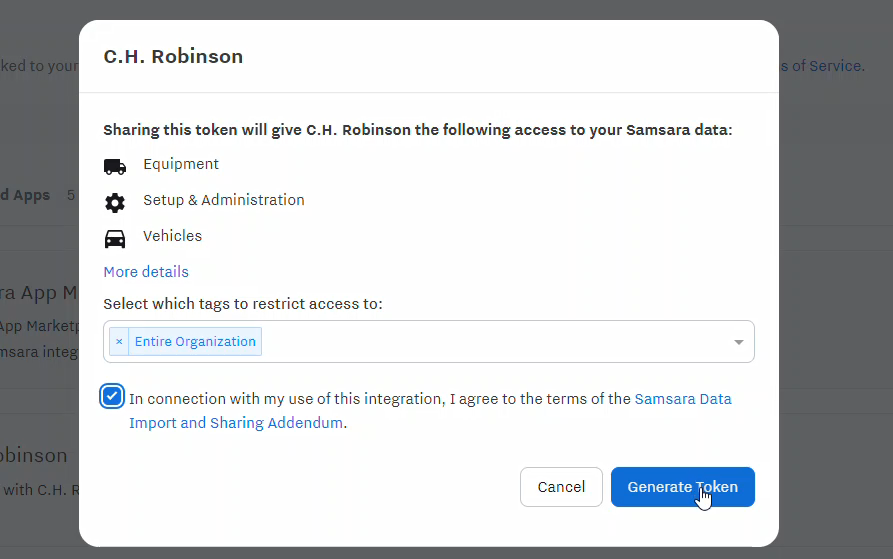 C.H. Robinson
ked to your
s of Service.
Sharing this token will give C.H. Robinson the following access to your Samsara data:
Equipment
d Apps 5
Setup & Administration
Vehicles
More details
ra App M
Select which tags to restrict access to:
App Marketp
× Entire Organization
msara integ
In connection with my use of this integration, I agree to the terms of the Samsara Data
Import and Sharing Addendum.
obinson
with C.H. R
Cancel
Generate Token